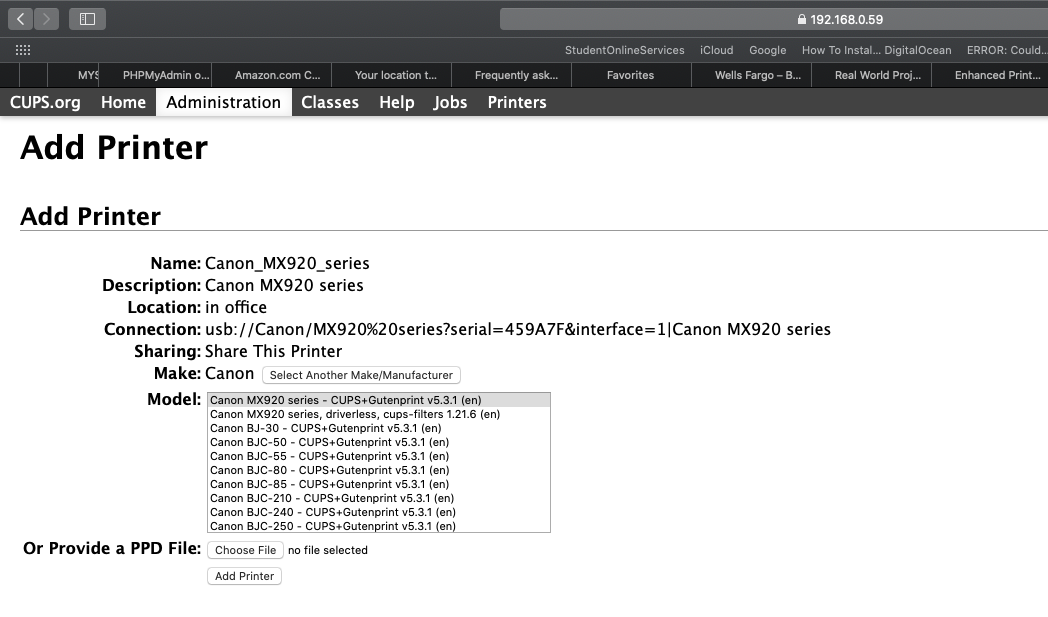 192.168.0.59
StudentOnlineServices iCloud Google How To Instal... DigitalOcean ERROR: Could...
MYS PHPMyAdmin o... Amazon.com C... Your location t... Frequently ask... Favorites Wells Fargo – B... Real World Proj... Enhanced Print...
CUPS.org Home Administration Classes Help Jobs Printers
Add Printer
Add Printer
Name: Canon_MX920_series
Description: Canon MX920 series
Location: in office
Connection: usb://Canon/MX920%20series?serial=459A7F&interface=1|Canon MX920 series
Sharing: Share This Printer
Make: Canon Select Another Make/Manufacturer
Model: Canon MX920 series - CUPS+Gutenprint v5.3.1 (en)
Canon MX920 series, driverless, cups-filters 1.21.6 (en)
Canon BJ-30 - CUPS+Gutenprint v5.3.1 (en)
Canon BJC-50 - CUPS+Gutenprint v5.3.1 (en)
Canon BJC-55 - CUPS+Gutenprint v5.3.1 (en)
Canon BJC-80 - CUPS+Gutenprint v5.3.1 (en)
Canon BJC-85 - CUPS+Gutenprint v5.3.1 (en)
Canon BJC-210 - CUPS+Gutenprint v5.3.1 (en)
Canon BJC-240 - CUPS+Gutenprint v5.3.1 (en)
Canon BJC-250 - CUPS+Gutenprint v5.3.1 (en)
Or Provide a PPD File: Choose File no file selected
Add Printer